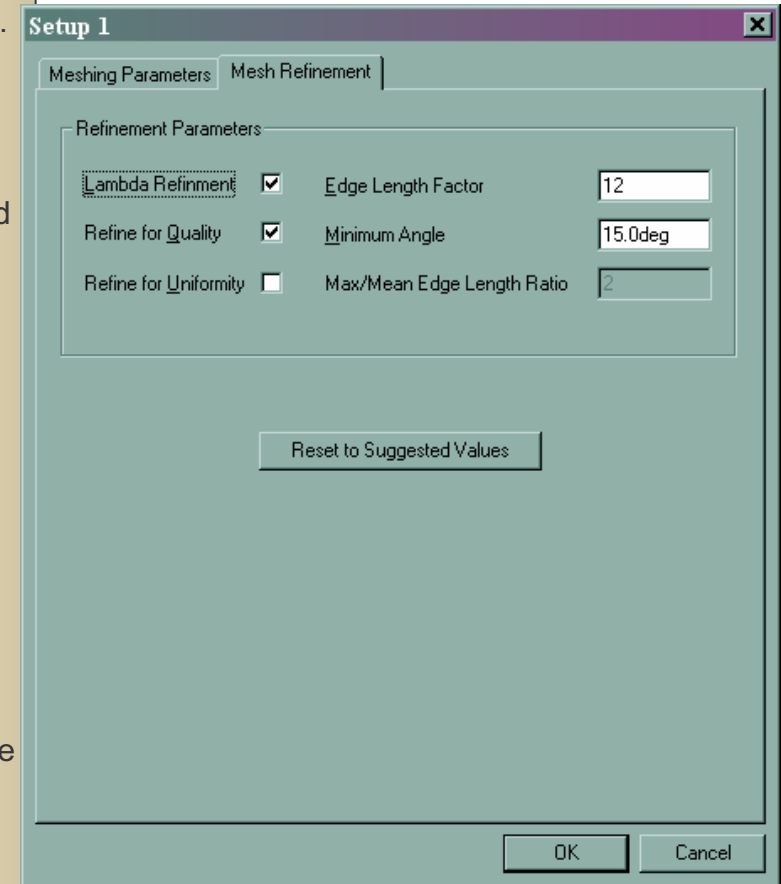 .
Setup 1
Meshing Parameters Mesh Refinement
Refinement Parameters
Lambda Refinment Edge Length Factor 12
d
Refine for Quality Minimum Angle 15.0deg
Refine for Uniformity Max/Mean Edge Length Ratio 2
Reset to Suggested Values
e
OK Cancel